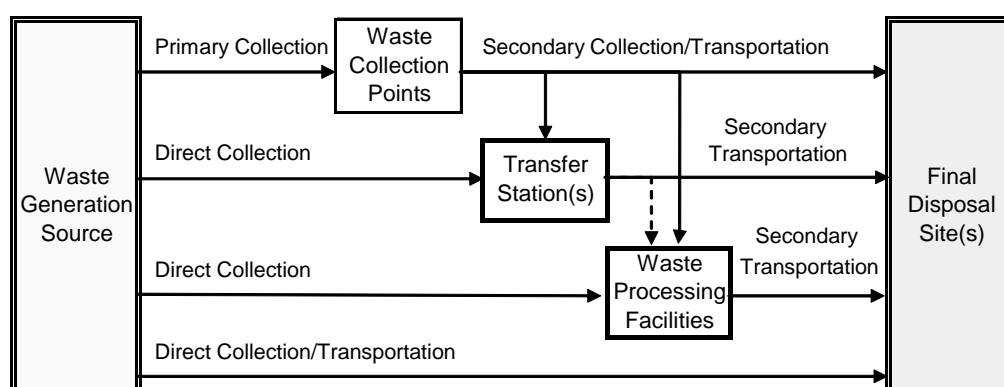 Primary Collection
Waste
Collection
Points
Secondary Collection/Transportation
Direct Collection
Transfer
Station(s)
Secondary
Transportation
Waste
Generation
Source
Final
Disposal
Site(s)
Direct Collection
Waste
Processing
Facilities
Secondary
Transportation
Direct Collection/Transportation